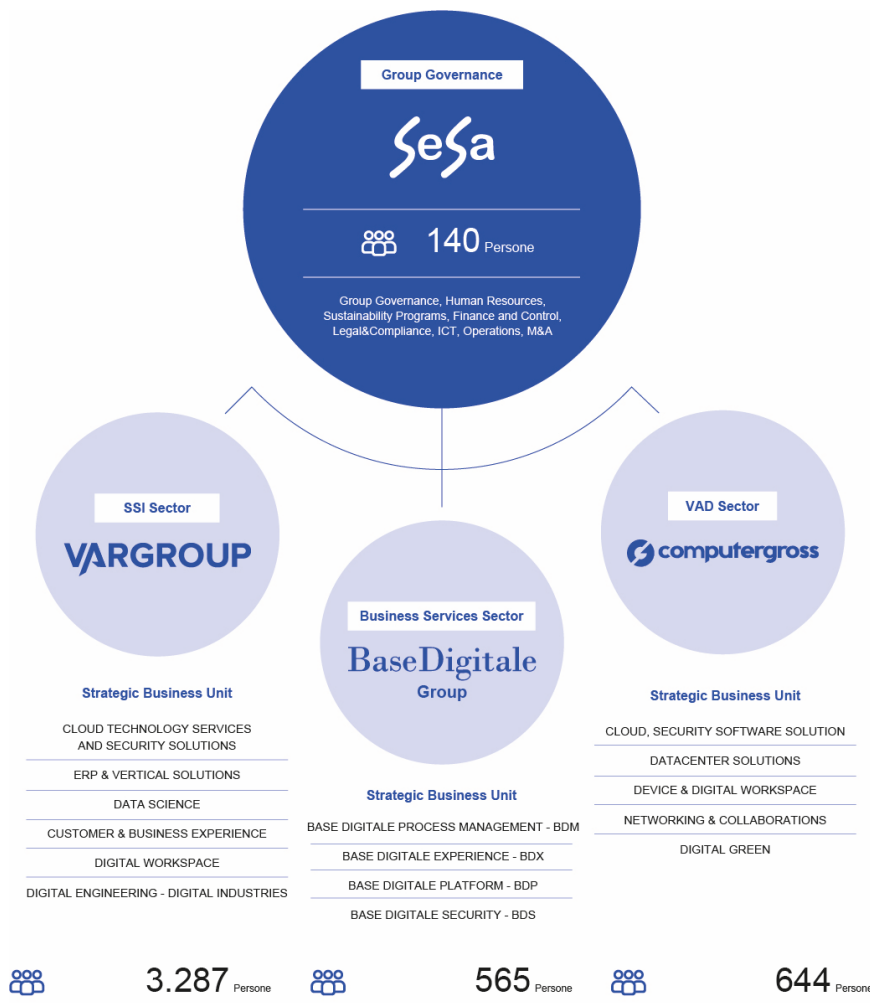 Group Governance
SeSa
140 Persone
Group Governance, Human Resources,
Sustainability Programs, Finance and Control,
Legal&Compliance, ICT, Operations, M&A
SSI Sector
VARGROUP
Strategic Business Unit
CLOUD TECHNOLOGY SERVICES
AND SECURITY SOLUTIONS
ERP & VERTICAL SOLUTIONS
DATA SCIENCE
CUSTOMER & BUSINESS EXPERIENCE
DIGITAL WORKSPACE
DIGITAL ENGINEERING - DIGITAL INDUSTRIES
3.287 Persone
Business Services Sector
BaseDigitale
Group
Strategic Business Unit
BASE DIGITALE PROCESS MANAGEMENT - BDM
BASE DIGITALE EXPERIENCE - BDX
BASE DIGITALE PLATFORM - BDP
BASE DIGITALE SECURITY - BDS
565 Persone
VAD Sector
computergross
Strategic Business Unit
CLOUD, SECURITY SOFTWARE SOLUTION
DATACENTER SOLUTIONS
DEVICE & DIGITAL WORKSPACE
NETWORKING & COLLABORATIONS
DIGITAL GREEN
644 Persone